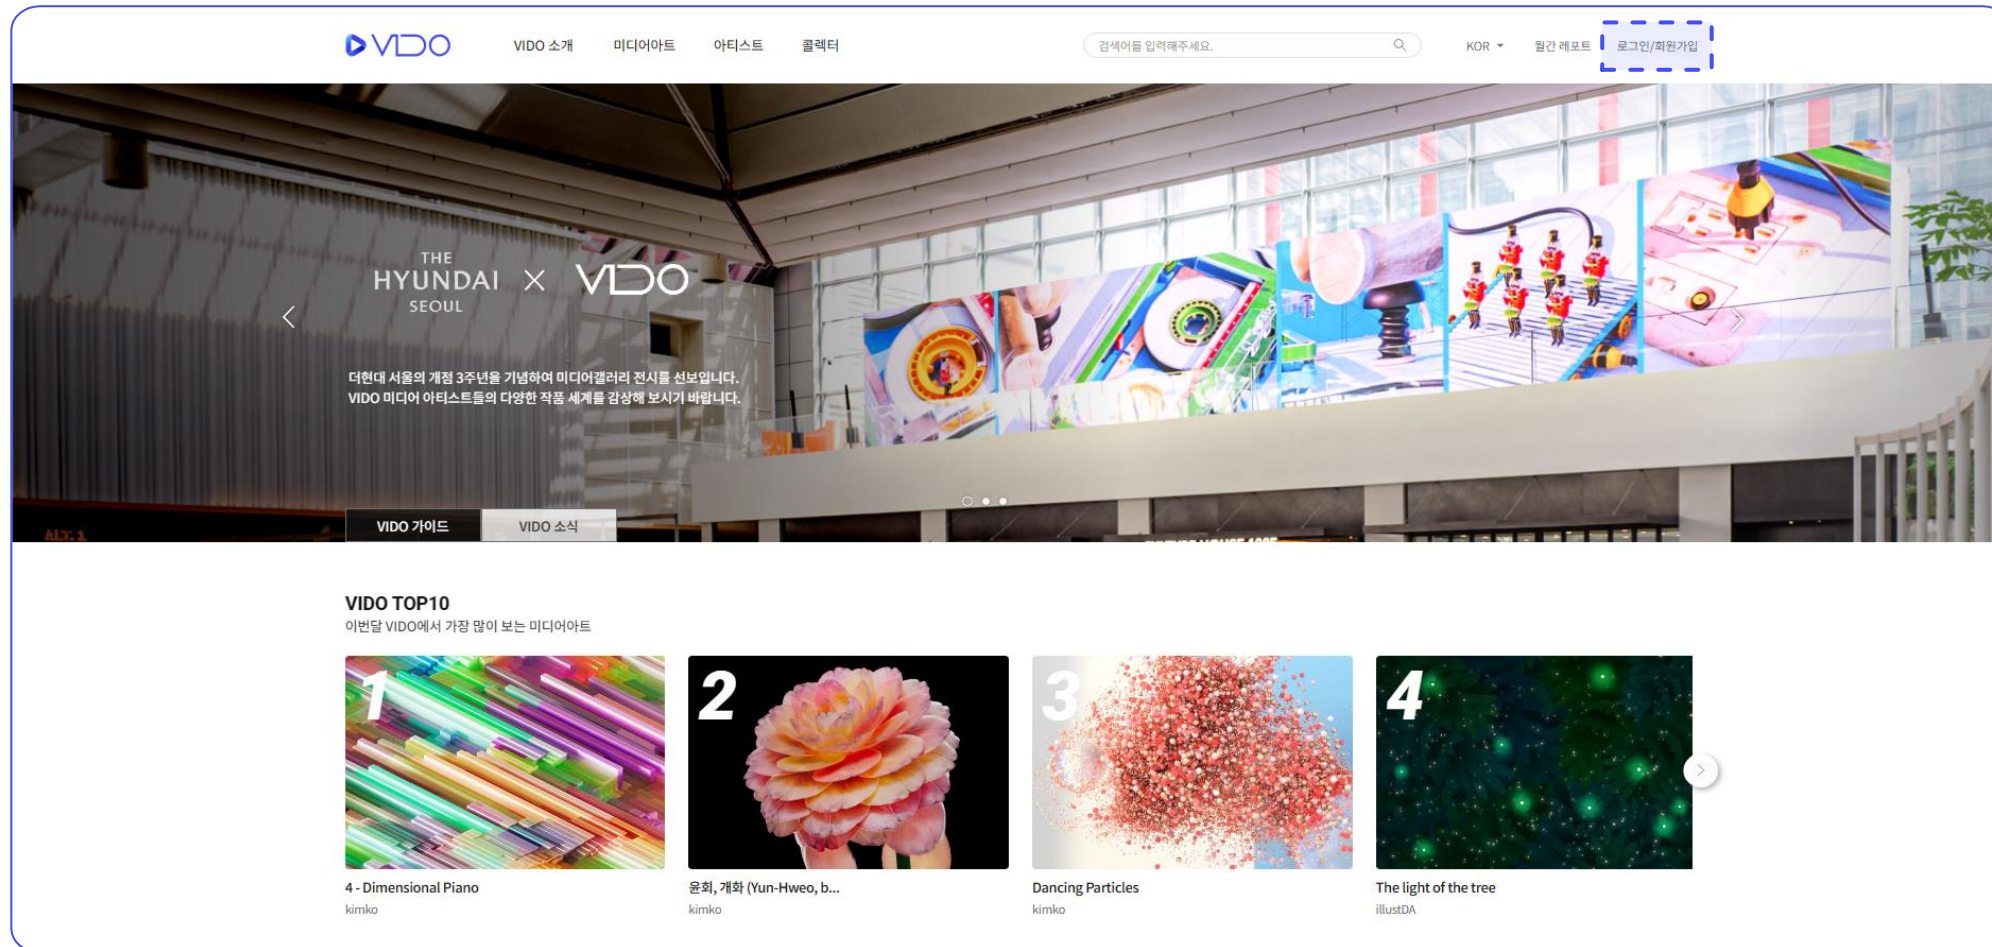 VIDO
VIDO 소개
미디어아트
아티스트
콜렉터
검색어를 입력해주세요.
KOR
월간 레포트
로그인/회원가입
THE
HYUNDAI
SEOUL
X
VIDO
더현대 서울의 개점 3주년을 기념하여 미디어갤러리 전시를 선보입니다.
VIDO 미디어 아티스트들의 다양한 작품 세계를 감상해 보시기 바랍니다.
VIDO 가이드
VIDO 소식
VIDO TOP10
이번달 VIDO에서 가장 많이 보는 미디어아트
1
2
3
4
4 - Dimensional Piano
kimko
윤회, 개화 (Yun-Hweo, b...
kimko
Dancing Particles
kimko
The light of the tree
illustDA